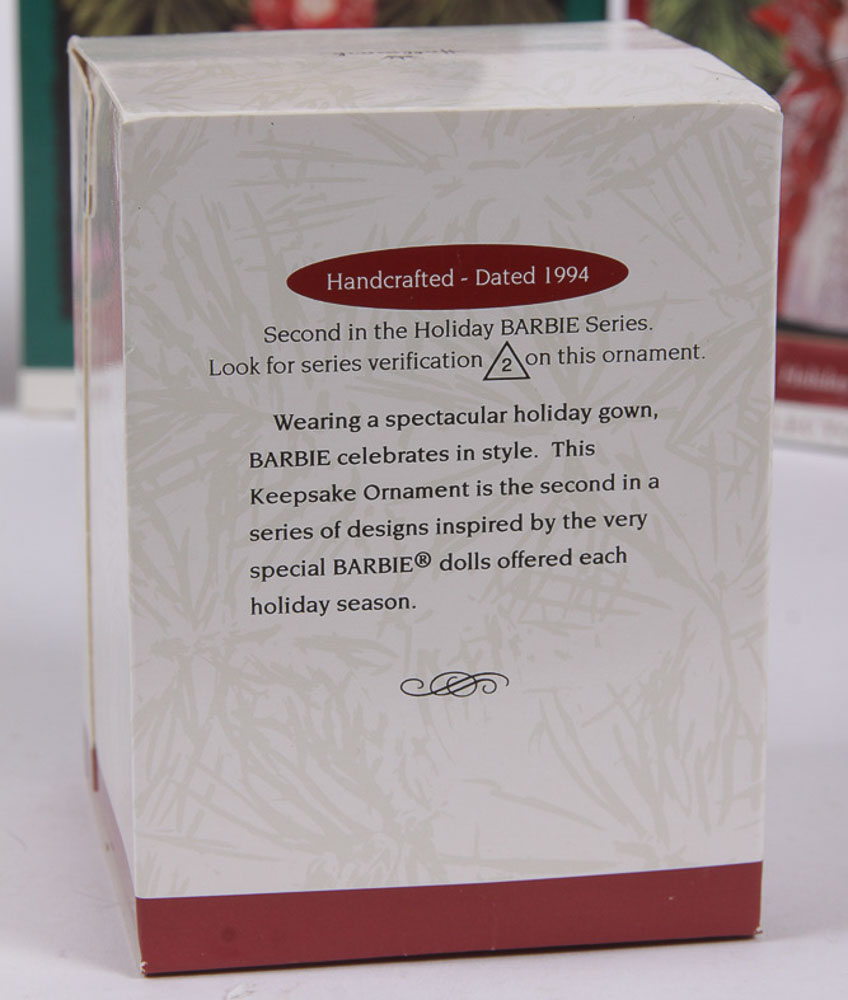 Hallmark
Handcrafted - Dated 1994
Second in the Holiday BARBIE Series.
Look for series verification 2 on this ornament.
Wearing a spectacular holiday gown,
BARBIE celebrates in style. This
Keepsake Ornament is the second in a
series of designs inspired by the very
special BARBIE® dolls offered each
holiday season.
Holiday